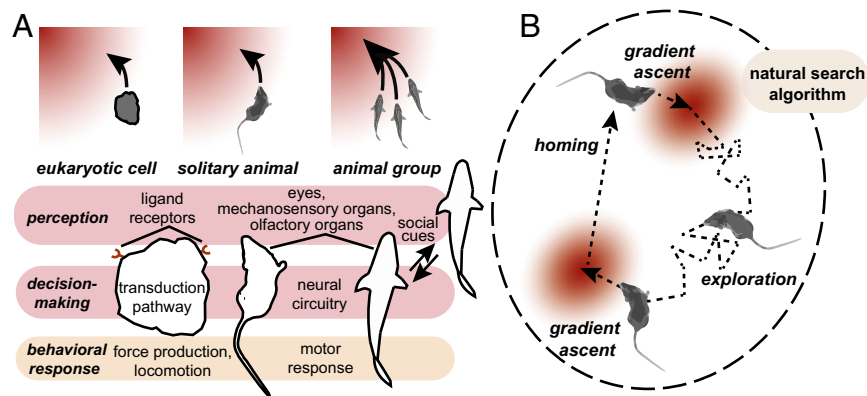 A
eukaryotic cell
solitary animal
animal group
perception
ligand
receptors
eyes,
mechanosensory organs,
olfactory organs
social
cues
decision-
making
transduction
pathway
neural
circuitry
behavioral
response
force production,
locomotion
motor
response
B
gradient
ascent
natural search
algorithm
homing
exploration
gradient
ascent